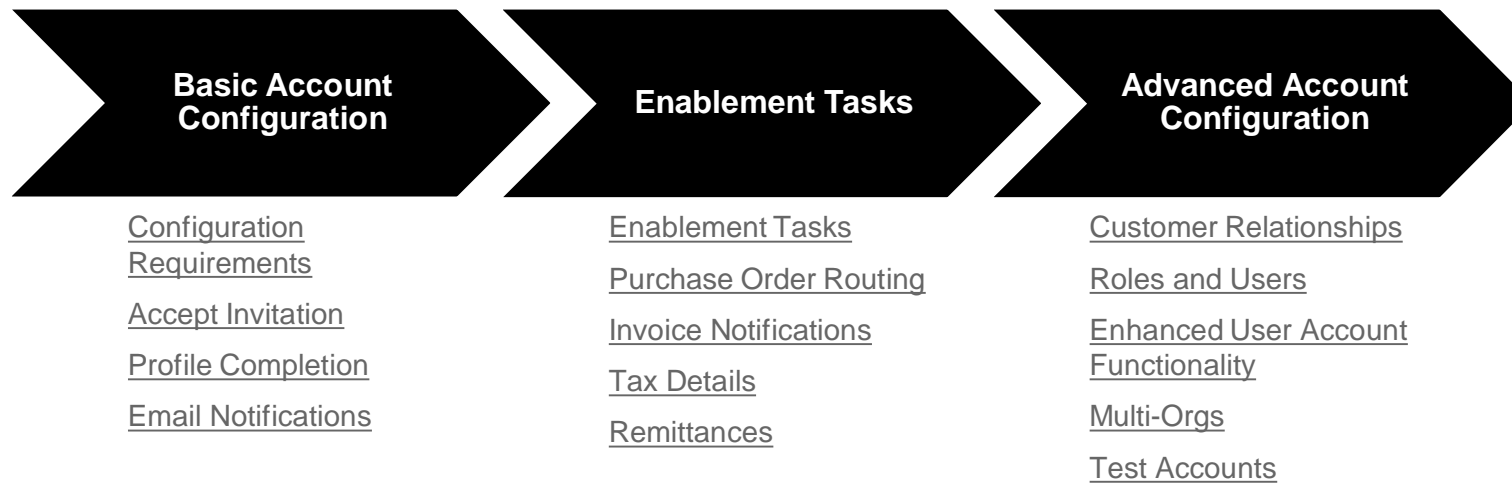 Basic Account
Configuration
Configuration
Requirements
Accept Invitation
Profile Completion
Email Notifications
Enablement Tasks
Enablement Tasks
Purchase Order Routing
Invoice Notifications
Tax Details
Remittances
Advanced Account
Configuration
Customer Relationships
Roles and Users
Enhanced User Account
Functionality
Multi-Orgs
Test Accounts